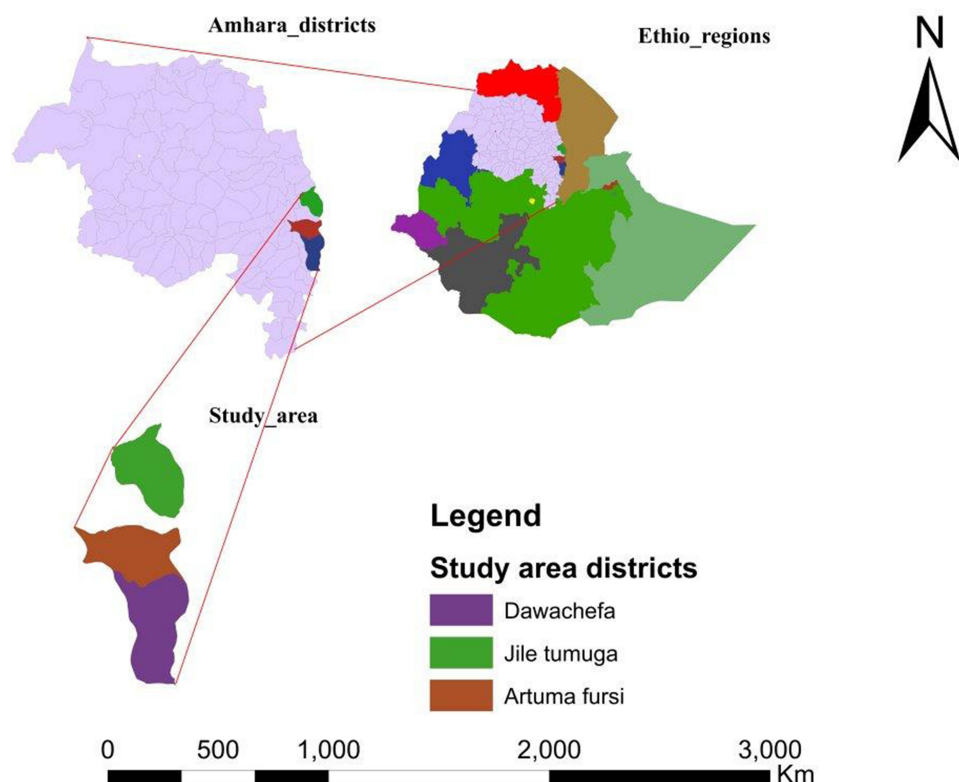 Amhara_districts
Ethio_regions
N
Study_area
Legend
Study area districts
Dawachefa
Jile tumuga
Artuma fursi
0 500 1,000 2,000 3,000
Km